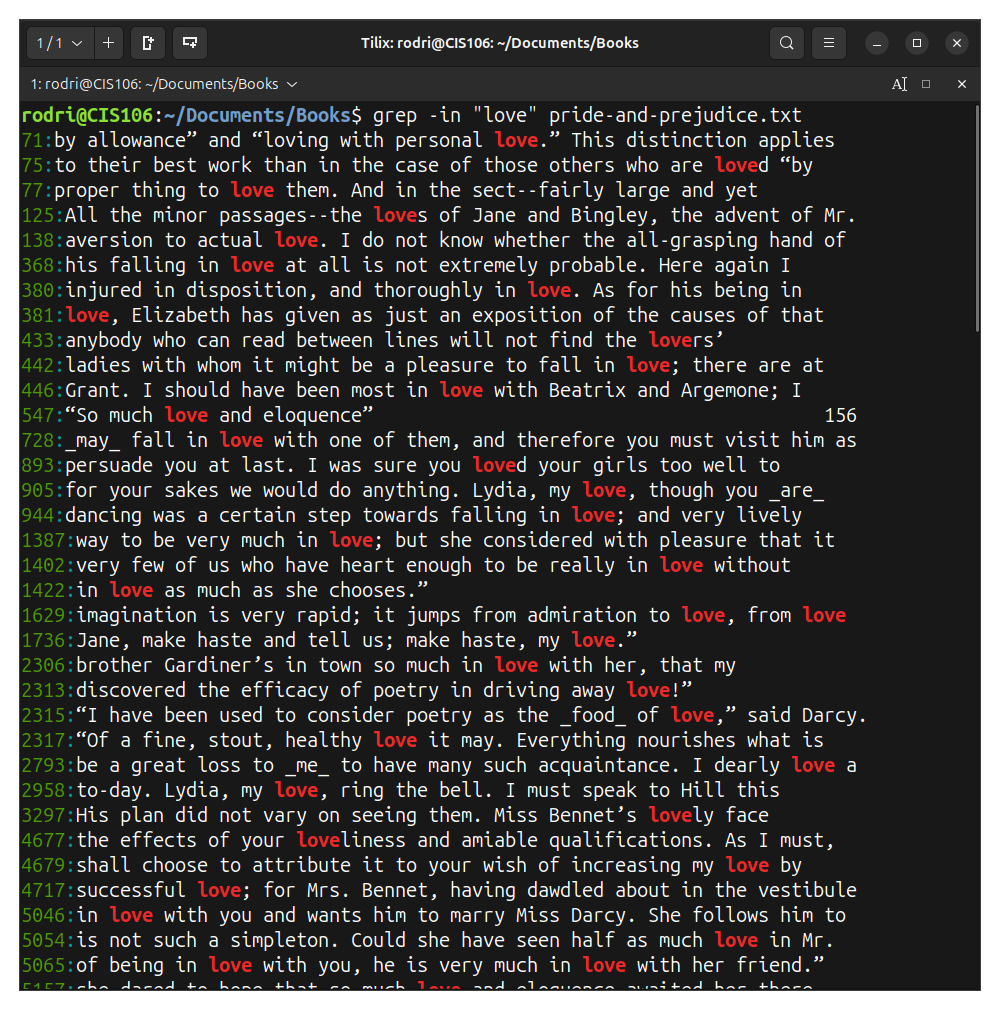 1 / 1
Tilix: rodri@CIS106: ~/Documents/Books
1: rodri@CIS106: ~/Documents/Books
rodri@CIS106:~/Documents/Books$ grep -in "love" pride-and-prejudice.txt
71:by allowance” and “loving with personal love.” This distinction applies
75:to their best work than in the case of those others who are loved “by
77:proper thing to love them. And in the sect--fairly large and yet
125:All the minor passages--the loves of Jane and Bingley, the advent of Mr.
138:aversion to actual love. I do not know whether the all-grasping hand of
368:his falling in love at all is not extremely probable. Here again I
380:injured in disposition, and thoroughly in love. As for his being in
381:love, Elizabeth has given as just an exposition of the causes of that
433:anybody who can read between lines will not find the lovers’
442:ladies with whom it might be a pleasure to fall in love; there are at
446:Grant. I should have been most in love with Beatrix and Argemone; I
547:“So much love and eloquence” 156
728:_may_ fall in love with one of them, and therefore you must visit him as
893:persuade you at last. I was sure you loved your girls too well to
905:for your sakes we would do anything. Lydia, my love, though you _are_
944:dancing was a certain step towards falling in love; and very lively
1387:way to be very much in love; but she considered with pleasure that it
1402:very few of us who have heart enough to be really in love without
1422:in love as much as she chooses.”
1629:imagination is very rapid; it jumps from admiration to love, from love
1736:Jane, make haste and tell us; make haste, my love.”
2306:brother Gardiner’s in town so much in love with her, that my
2313:discovered the efficacy of poetry in driving away love!”
2315:“I have been used to consider poetry as the _food_ of love,” said Darcy.
2317:“Of a fine, stout, healthy love it may. Everything nourishes what is
2793:be a great loss to _me_ to have many such acquaintance. I dearly love a
2958:to-day. Lydia, my love, ring the bell. I must speak to Hill this
3297:His plan did not vary on seeing them. Miss Bennet’s lovely face
4677:the effects of your loveliness and amiable qualifications. As I must,
4679:shall choose to attribute it to your wish of increasing my love by
4717:successful love; for Mrs. Bennet, having dawdled about in the vestibule
5046:in love with you and wants him to marry Miss Darcy. She follows him to
5054:is not such a simpleton. Could she have seen half as much love in Mr.
5065:of being in love with you, he is very much in love with her friend.”
5157:she dared to hope that so much love and eloquence awaited her there